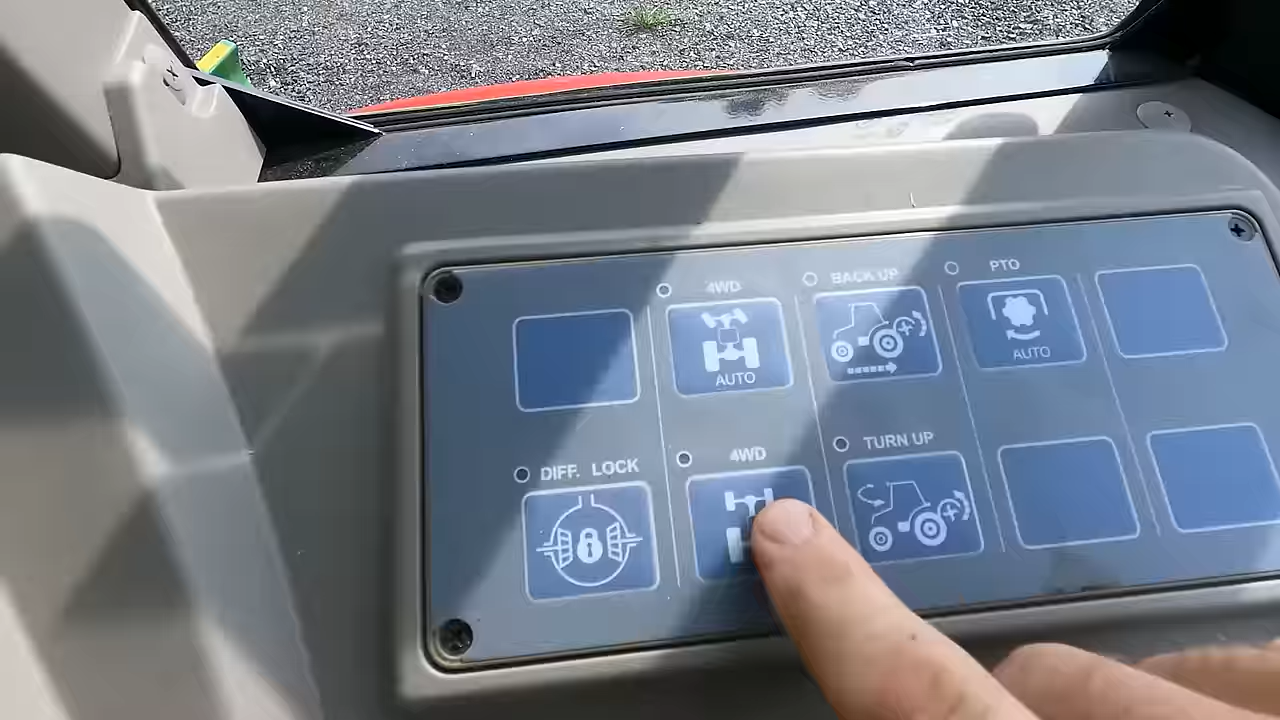 4WD
AUTO
BACK UP
PTO
AUTO
DIFF. LOCK
4WD
TURN UP